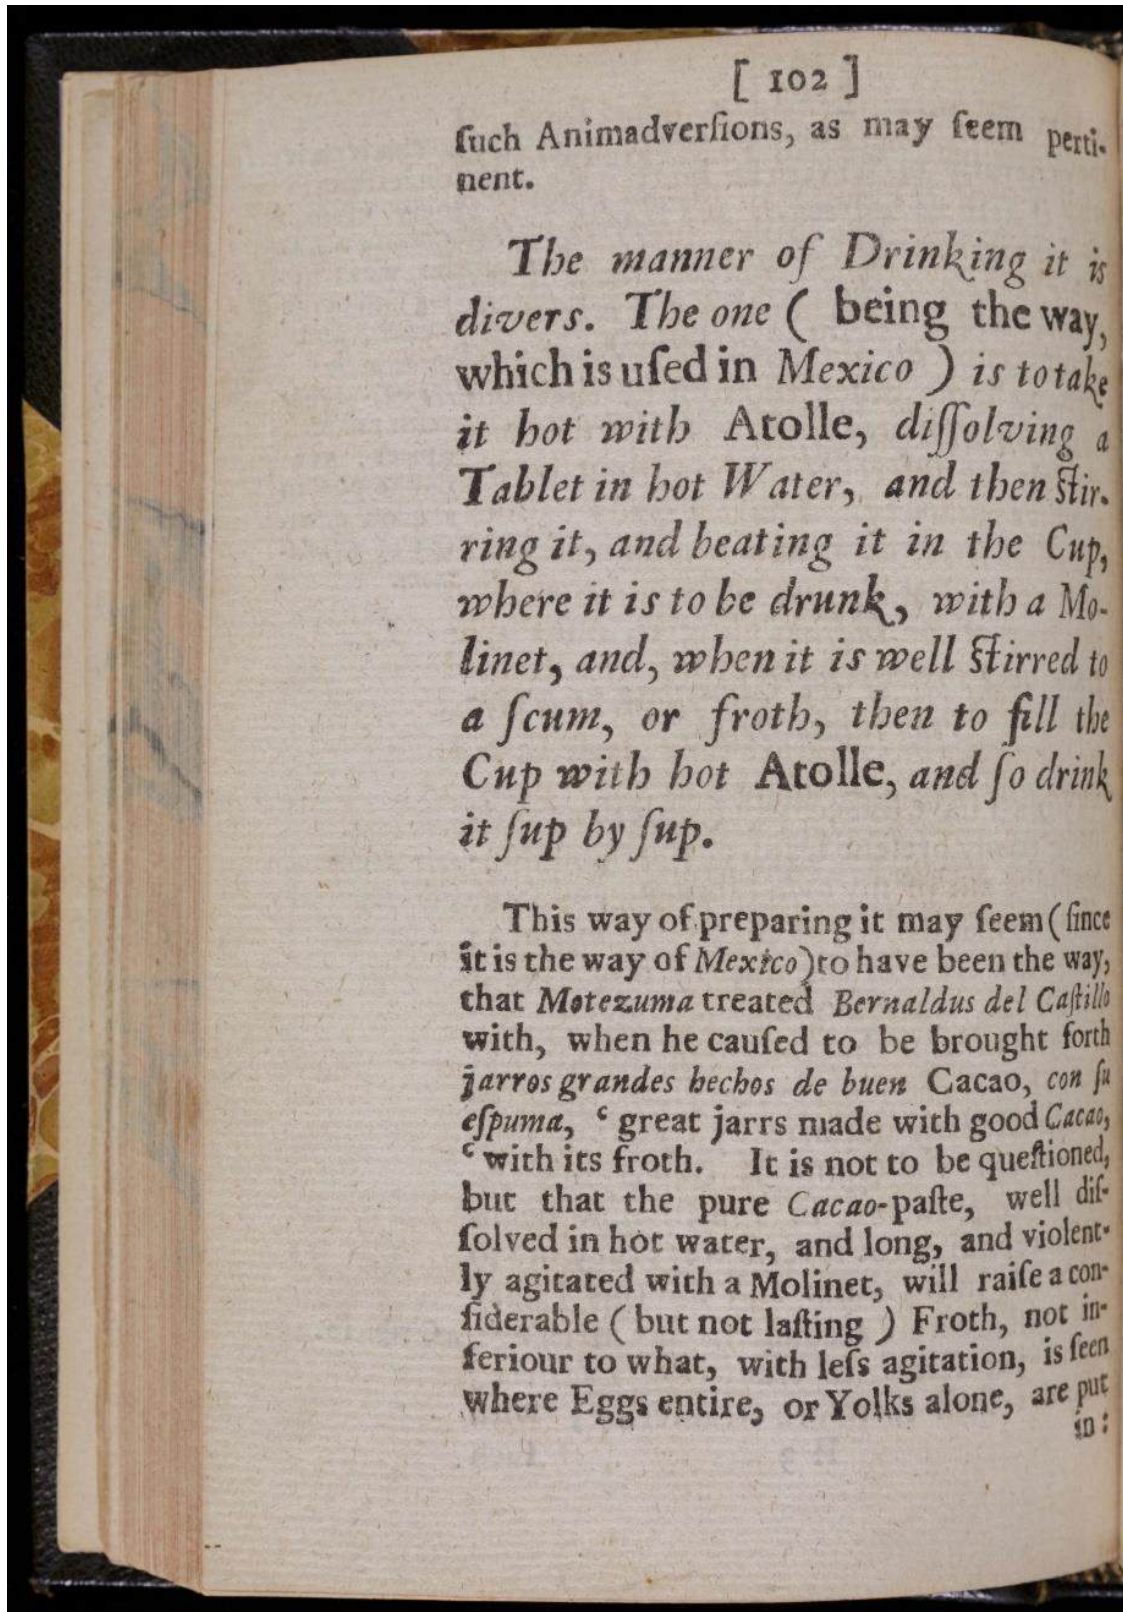 [ 102 ]
ſuch Animadverſions, as may ſeem perti-
nent.
The manner of Drinking it is
divers. The one ( being the way,
which is uſed in Mexico ) is to take
it hot with Atolle, diſſolving a
Tablet in hot Water, and then ſtir-
ring it, and beating it in the Cup,
where it is to be drunk, with a Mo-
linet, and, when it is well ſtirred to
a ſcum, or froth, then to fill the
Cup with hot Atolle, and ſo drink
it ſup by ſup.
This way of preparing it may ſeem (ſince
it is the way of Mexico) to have been the way,
that Motezuma treated Bernaldus del Caſtillo
with, when he cauſed to be brought forth
jarros grandes hechos de buen Cacao, con ſu
eſpuma, ‘ great jarrs made with good Cacao,
‘ with its froth. It is not to be queſtioned,
but that the pure Cacao-paſte, well diſ-
ſolved in hot water, and long, and violent-
ly agitated with a Molinet, will raiſe a con-
ſiderable ( but not laſting ) Froth, not in-
feriour to what, with leſs agitation, is ſeen
where Eggs entire, or Yolks alone, are put
in :